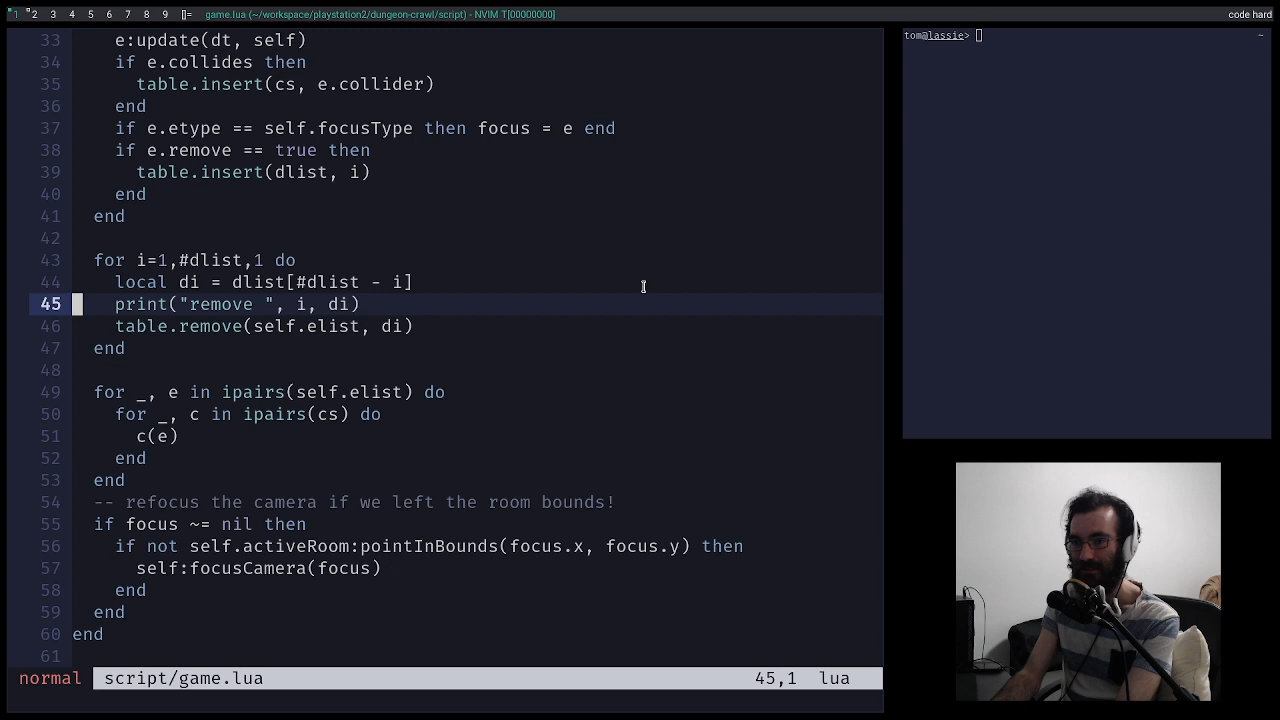 1 2 3 4 5 6 7 8 9 []= game.lua (~/workspace/playstation2/dungeon-crawl/script) - NVIM T[00000000] code hard
33 e:update(dt, self)
34 if e.collides then
35 table.insert(cs, e.collider)
36 end
37 if e.etype == self.focusType then focus = e end
38 if e.remove == true then
39 table.insert(dlist, i)
40 end
41 end
42
43 for i=1,#dlist,1 do
44 local di = dlist[#dlist - i]
45 print("remove ", i, di)
46 table.remove(self.elist, di)
47 end
48
49 for _, e in ipairs(self.elist) do
50 for _, c in ipairs(cs) do
51 c(e)
52 end
53 end
54 -- refocus the camera if we left the room bounds!
55 if focus ~= nil then
56 if not self.activeRoom:pointInBounds(focus.x, focus.y) then
57 self:focusCamera(focus)
58 end
59 end
60 end
61
normal script/game.lua 45,1 lua
tom@lassie> ~